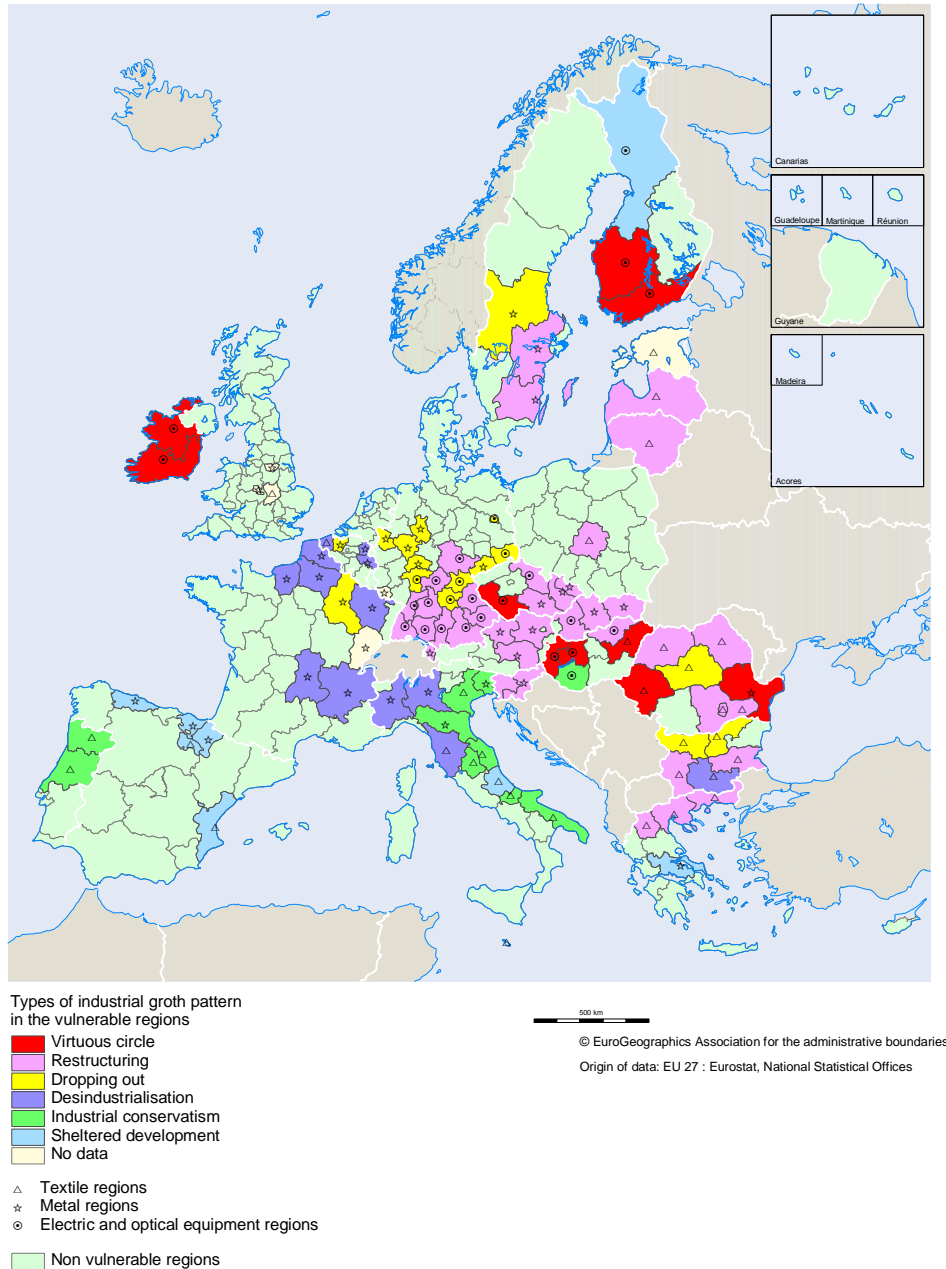 Canarias
Guadeloupe
Martinique
Réunion
Guyane
Madeira
Acores
Types of industrial groth pattern
in the vulnerable regions
Virtuous circle
Restructuring
Dropping out
Desindustrialisation
Industrial conservatism
Sheltered development
No data
Textile regions
Metal regions
Electric and optical equipment regions
Non vulnerable regions
500 km
© EuroGeographics Association for the administrative boundaries
Origin of data: EU 27 : Eurostat, National Statistical Offices